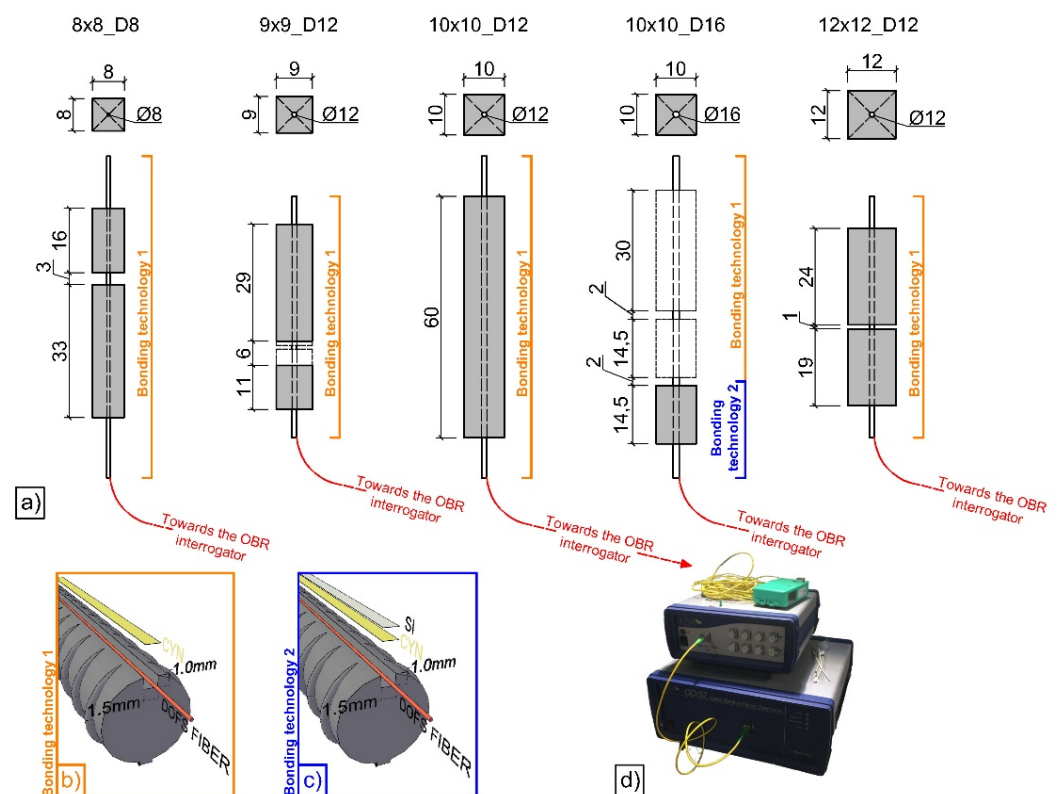 8x8_D8
9x9_D12
10x10_D12
10x10_D16
12x12_D12
8
9
10
10
12
8
Ø8
9
Ø12
10
Ø12
10
Ø16
12
Ø12
16
3
33
Bonding technology 1
29
6
11
Bonding technology 1
60
Bonding technology 1
30
2
14,5
2
14,5
Bonding technology 1
Bonding
technology 2
24
1
19
Bonding technology 1
a)
Towards the OBR
interrogator
Towards the OBR
interrogator
Towards the OBR
interrogator
Towards the OBR
interrogator
Towards the OBR
interrogator
Bonding technology 1
CYN
1.0mm
1.5mm
DOFS FIBER
b)
Bonding technology 2
SI
CYN
1.0mm
1.5mm
DOFS FIBER
c)
ODiSI
d)